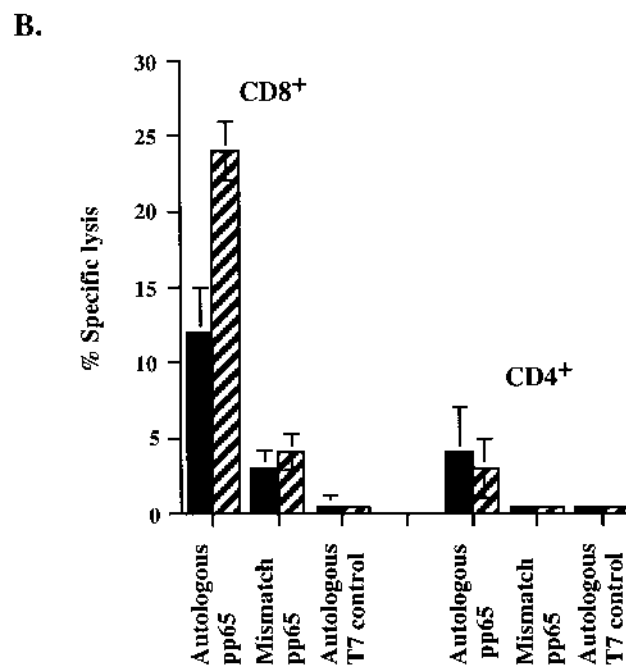 B.
30
25
20
15
10
5
0
% Specific lysis
CD8+
CD4+
Autologous
pp65
Mismatch
pp65
Autologous
T7 control
Autologous
pp65
Mismatch
pp65
Autologous
T7 control